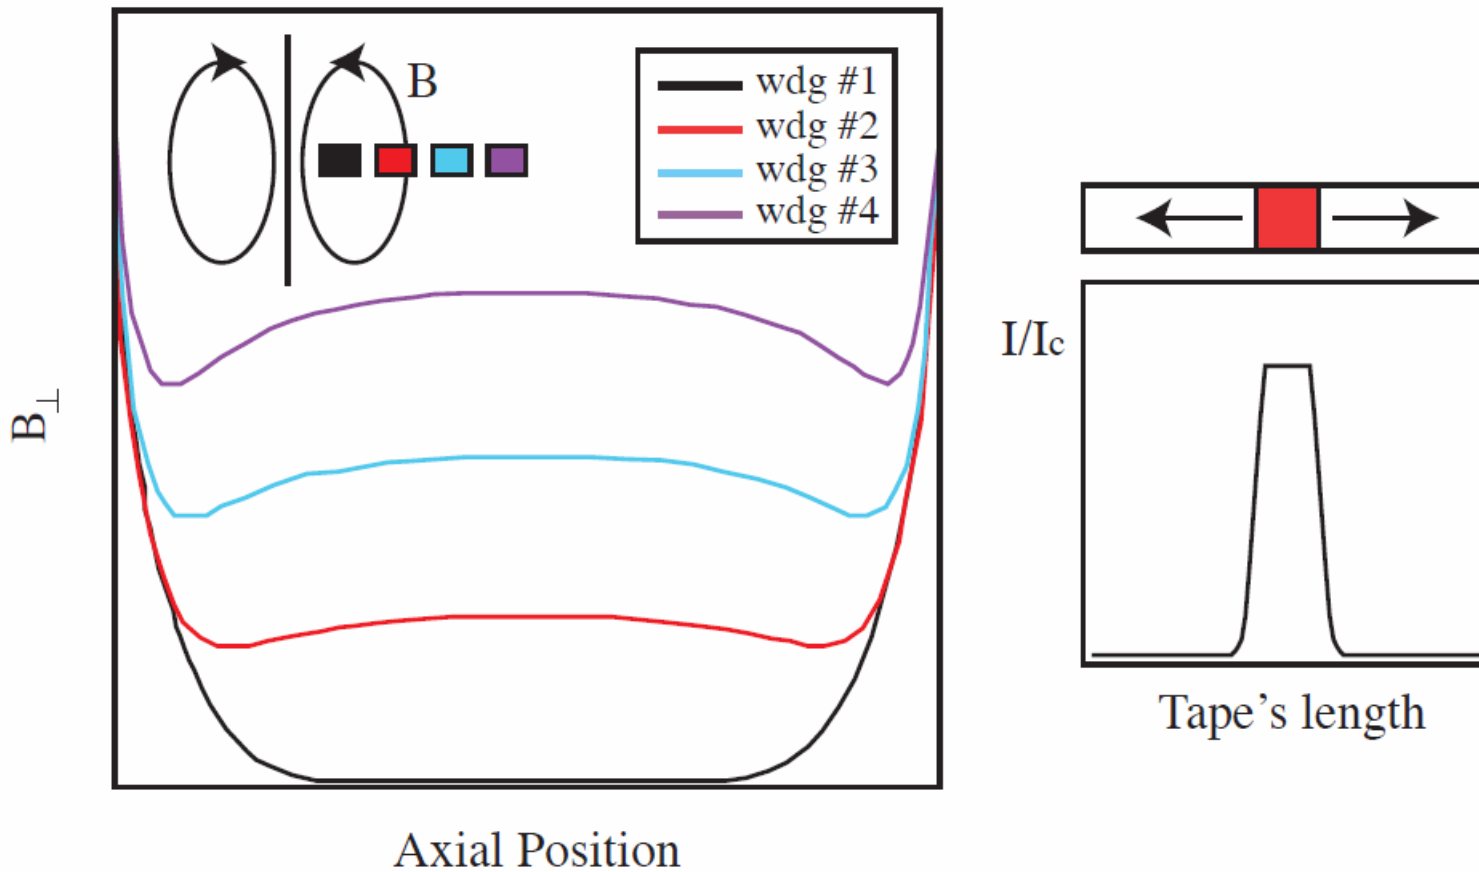 B
wdg #1
wdg #2
wdg #3
wdg #4
B⊥
Axial Position
I/Ic
Tape's length